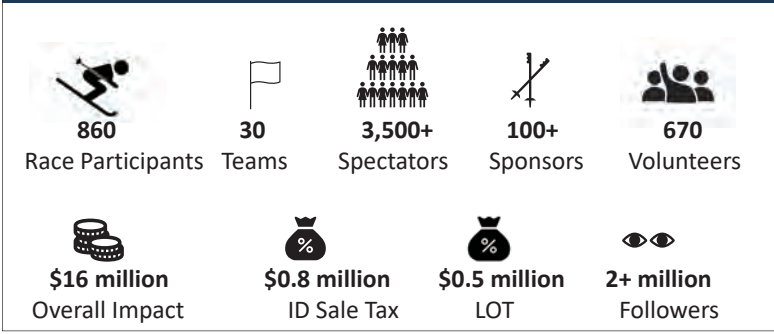 860 30 3,500+ 100+ 670
Race Participants Teams Spectators Sponsors Volunteers
% %
$16 million $0.8 million $0.5 million 2+ million
Overall Impact ID Sale Tax LOT Followers